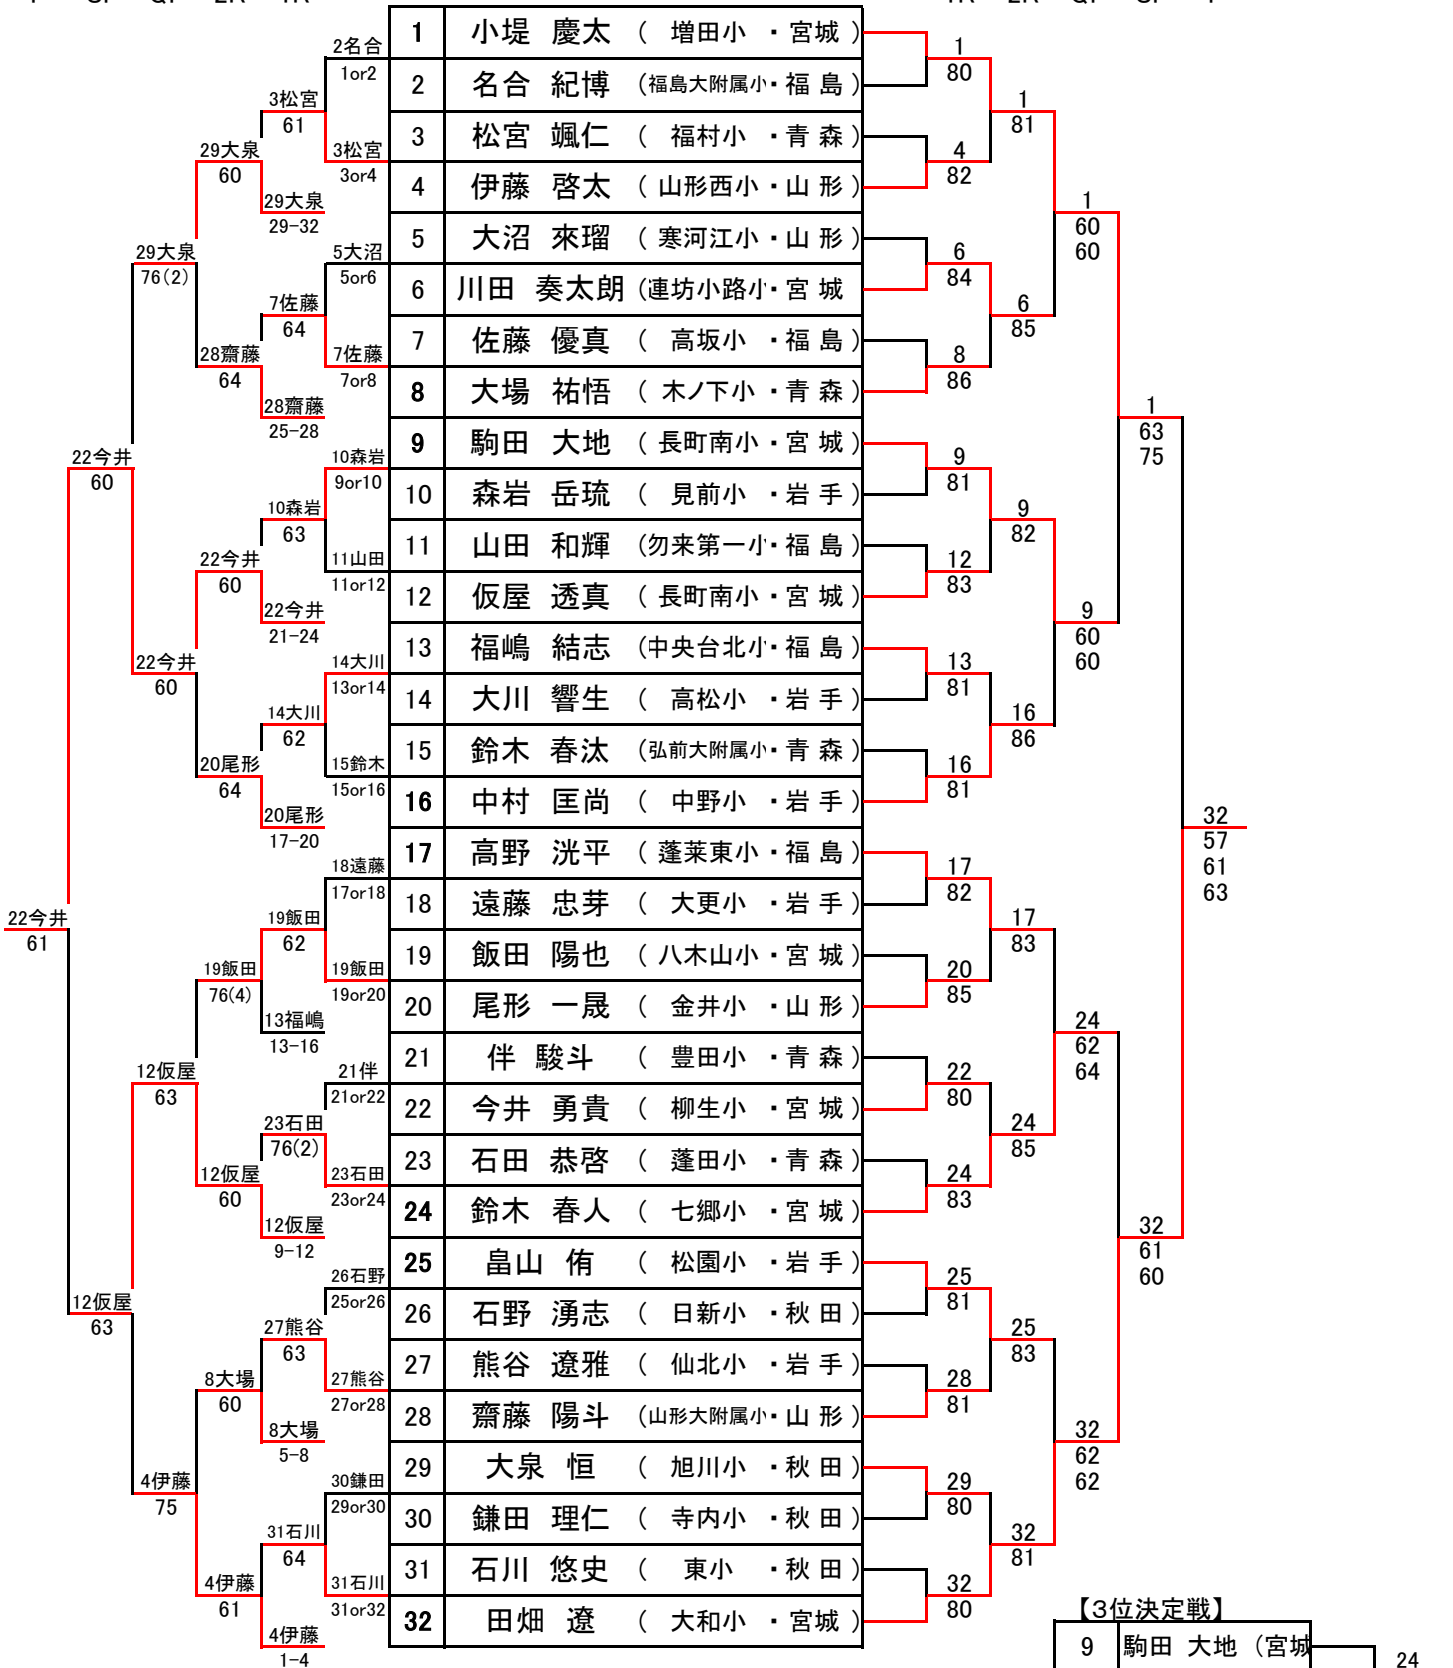 1 小堤 慶太 ( 増田小 ・宮城 )
2 名合 紀博 (福島大附属小・福島 )
3 松宮 颯仁 ( 福村小 ・青森 )
4 伊藤 啓太 ( 山形西小 ・山形 )
5 大沼 來瑠 ( 寒河江小 ・山形 )
6 川田 奏太朗 (連坊小路小・宮城
7 佐藤 優真 ( 高坂小 ・福島 )
8 大場 祐悟 ( 木ノ下小 ・青森 )
9 駒田 大地 ( 長町南小 ・宮城 )
10 森岩 岳琉 ( 見前小 ・岩手 )
11 山田 和輝 (勿来第一小・福島 )
12 仮屋 透真 ( 長町南小 ・宮城 )
13 福嶋 結志 (中央台北小・福島 )
14 大川 響生 ( 高松小 ・岩手 )
15 鈴木 春汰 (弘前大附属小・青森 )
16 中村 匡尚 ( 中野小 ・岩手 )
17 高野 洸平 ( 蓬莱東小 ・福島 )
18 遠藤 忠芽 ( 大更小 ・岩手 )
19 飯田 陽也 ( 八木山小 ・宮城 )
20 尾形 一晟 ( 金井小 ・山形 )
21 伴 駿斗 ( 豊田小 ・青森 )
22 今井 勇貴 ( 柳生小 ・宮城 )
23 石田 恭啓 ( 蓬田小 ・青森 )
24 鈴木 春人 ( 七郷小 ・宮城 )
25 畠山 侑 ( 松園小 ・岩手 )
26 石野 湧志 ( 日新小 ・秋田 )
27 熊谷 遼雅 ( 仙北小 ・岩手 )
28 齋藤 陽斗 (山形大附属小・山形 )
29 大泉 恒 ( 旭川小 ・秋田 )
30 鎌田 理仁 ( 寺内小 ・秋田 )
31 石川 悠史 ( 東小 ・秋田 )
32 田畑 遼 ( 大和小 ・宮城 )
2名合
1or2
3松宮
3or4
5大沼
5or6
7佐藤
7or8
10森岩
9or10
11山田
11or12
14大川
13or14
15鈴木
15or16
18遠藤
17or18
19飯田
19or20
21伴
21or22
23石田
23or24
26石野
25or26
27熊谷
27or28
30鎌田
29or30
31石川
31or32
3松宮
61
29大泉
29-32
7佐藤
64
28齋藤
25-28
10森岩
63
22今井
21-24
14大川
62
20尾形
17-20
19飯田
62
13福嶋
13-16
23石田
76(2)
12仮屋
9-12
27熊谷
63
8大場
5-8
31石川
64
4伊藤
1-4
29大泉
60
28齋藤
64
22今井
60
20尾形
64
19飯田
76(4)
12仮屋
60
8大場
60
4伊藤
61
29大泉
76(2)
22今井
60
12仮屋
63
4伊藤
75
22今井
60
12仮屋
63
22今井
61
1
80
4
82
6
84
8
86
9
81
12
83
13
81
16
81
17
82
20
85
22
80
24
83
25
81
28
81
29
80
32
80
1
81
6
85
9
82
16
86
17
83
24
85
25
83
32
81
1
60
60
9
60
60
24
62
64
32
62
62
1
63
75
32
61
60
32
57
61
63
【3位決定戦】
9 駒田 大地 (宮城
24